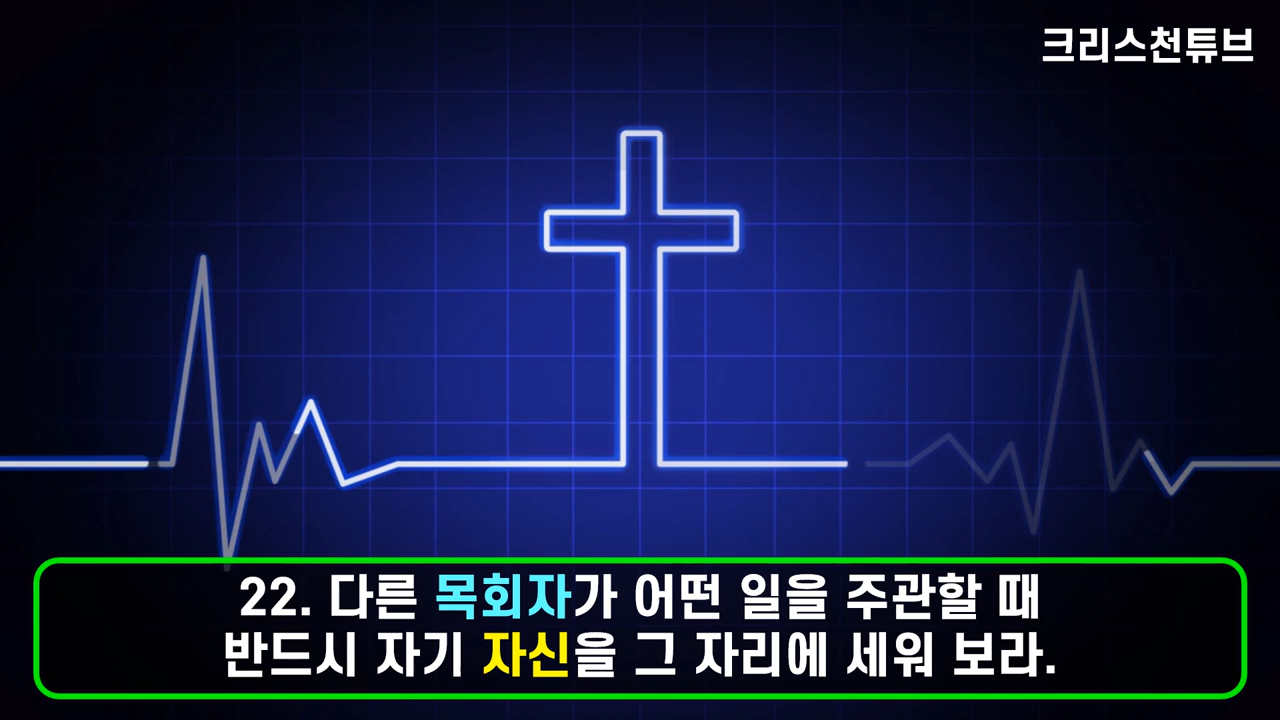 크리스천튜브
22. 다른 목회자가 어떤 일을 주관할 때
반드시 자기 자신을 그 자리에 세워 보라.